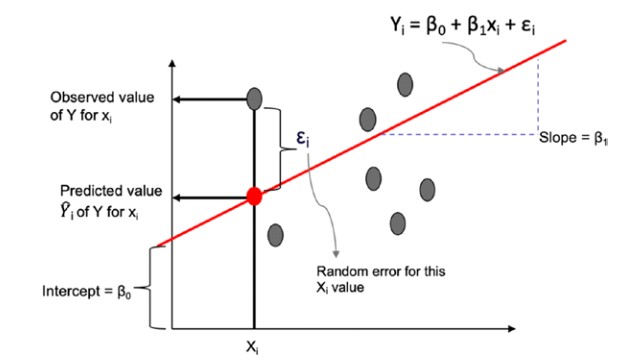 Yᵢ = β₀ + β₁xᵢ + εᵢ
Observed value
of Y for xᵢ
εᵢ
Slope = β₁
Predicted value
Ŷᵢ of Y for xᵢ
Random error for this
Xᵢ value
Intercept = β₀
Xᵢ